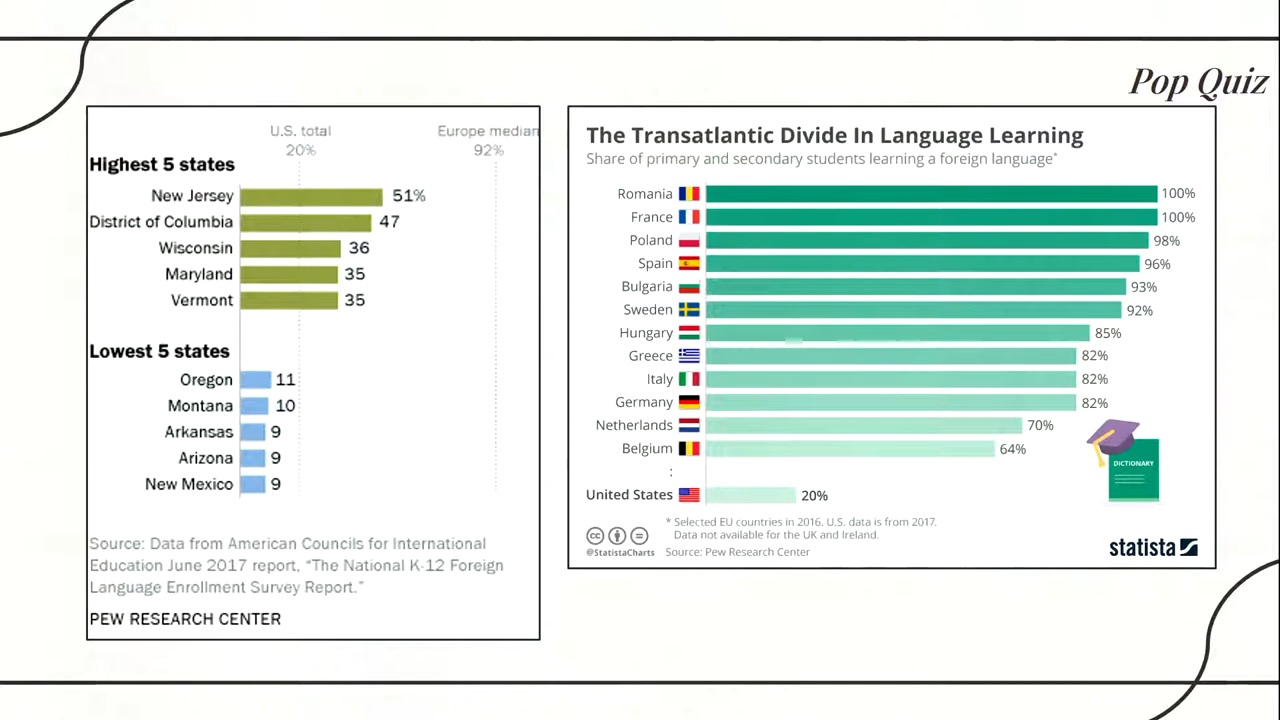 Pop Quiz
U.S. total
20%
Europe median
92%
Highest 5 states
New Jersey 51%
District of Columbia 47
Wisconsin 36
Maryland 35
Vermont 35
Lowest 5 states
Oregon 11
Montana 10
Arkansas 9
Arizona 9
New Mexico 9
Source: Data from American Councils for International
Education June 2017 report, “The National K-12 Foreign
Language Enrollment Survey Report.”
PEW RESEARCH CENTER
The Transatlantic Divide In Language Learning
Share of primary and secondary students learning a foreign language*
Romania 100%
France 100%
Poland 98%
Spain 96%
Bulgaria 93%
Sweden 92%
Hungary 85%
Greece 82%
Italy 82%
Germany 82%
Netherlands 70%
Belgium 64%
:
United States 20%
DICTIONARY
* Selected EU countries in 2016. U.S. data is from 2017.
Data not available for the UK and Ireland.
cc
@StatistaCharts Source: Pew Research Center
statista